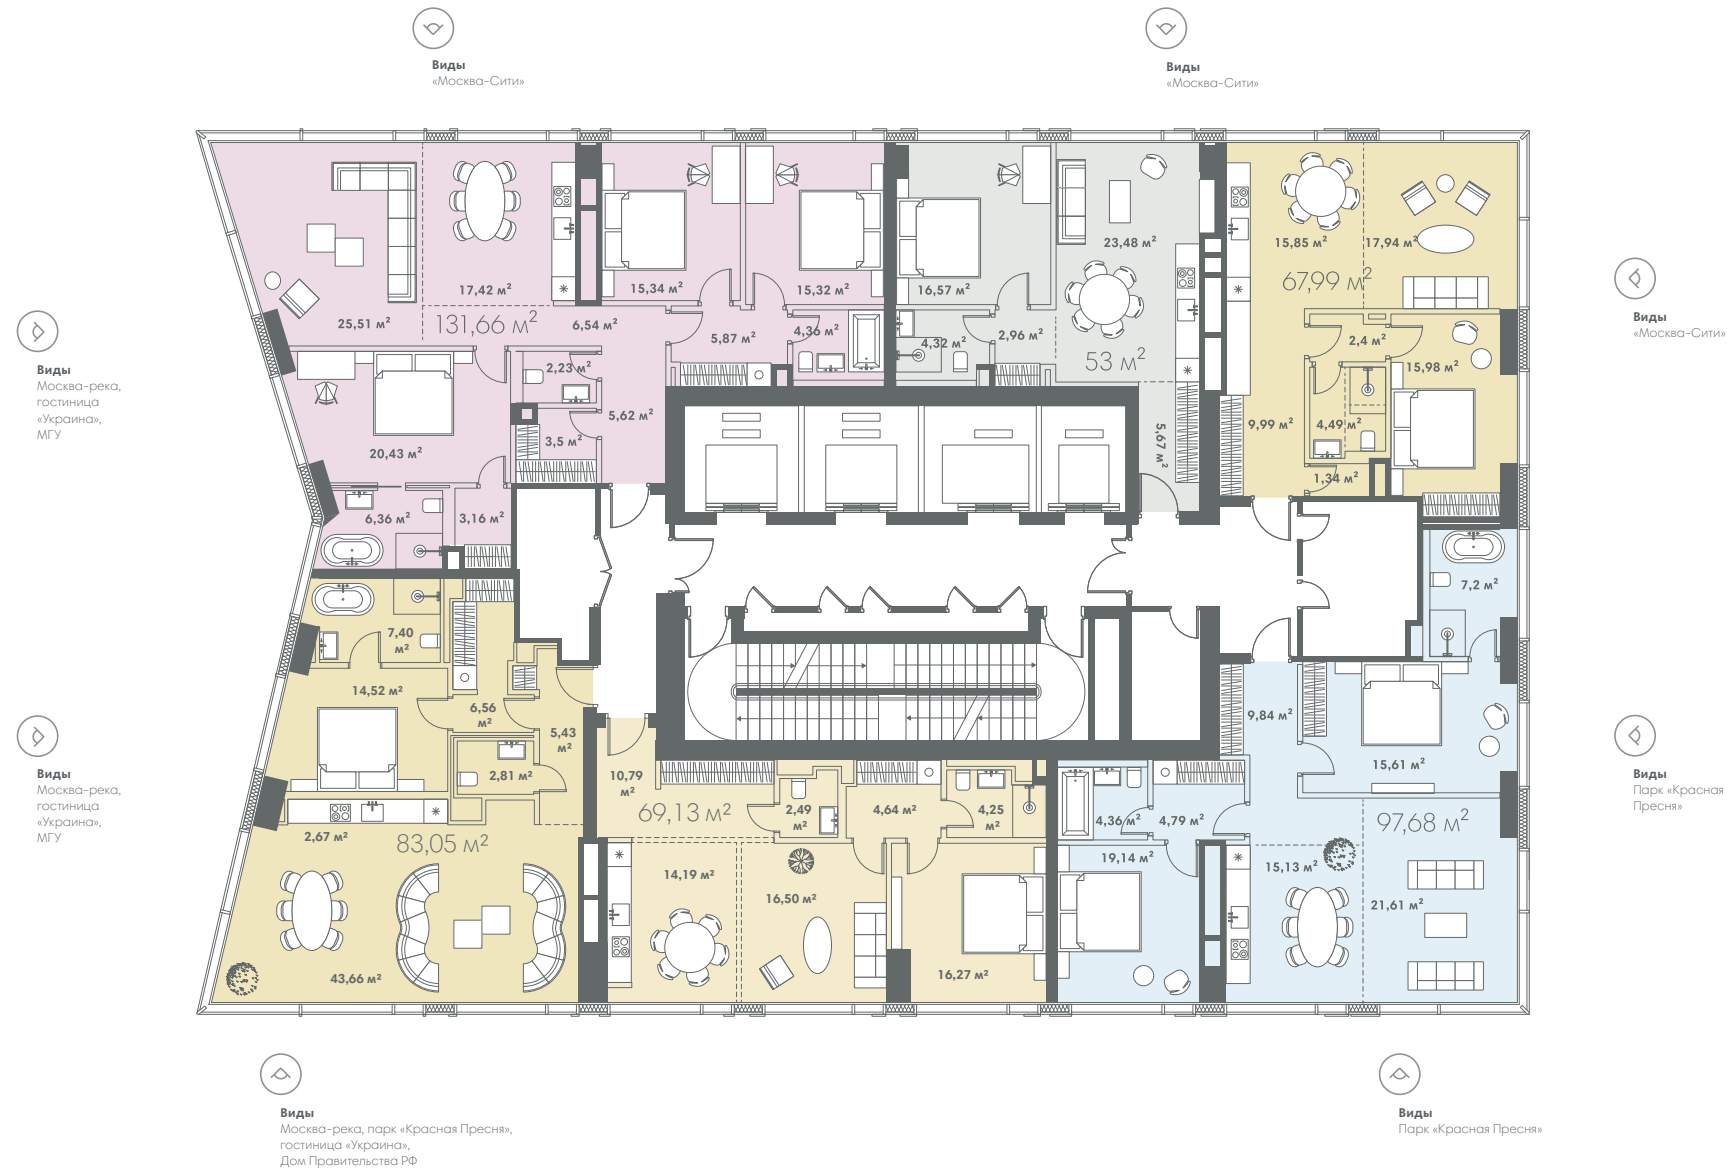 Виды
«Москва-Сити»
Виды
«Москва-Сити»
Виды
Москва-река,
гостиница
«Украина»,
МГУ
Виды
«Москва-Сити»
25,51 м²
17,42 м²
131,66 м²
6,54 м²
15,34 м²
15,32 м²
5,87 м²
4,36 м²
2,23 м²
5,62 м²
3,5 м²
20,43 м²
6,36 м²
3,16 м²
16,57 м²
23,48 м²
4,32 м²
2,96 м²
53 м²
5,67 м²
15,85 м²
17,94 м²
67,99 м²
2,4 м²
15,98 м²
9,99 м²
4,49 м²
1,34 м²
7,40
м²
14,52 м²
6,56
м²
5,43
м²
2,81 м²
2,67 м²
83,05 м²
43,66 м²
10,79
м²
69,13 м²
2,49
м²
4,64 м²
4,25
м²
14,19 м²
16,50 м²
16,27 м²
7,2 м²
9,84 м²
15,61 м²
97,68 м²
4,36 м²
4,79 м²
19,14 м²
15,13 м²
21,61 м²
Виды
Москва-река,
гостиница
«Украина»,
МГУ
Виды
Парк «Красная
Пресня»
Виды
Москва-река, парк «Красная Пресня»,
гостиница «Украина»,
Дом Правительства РФ
Виды
Парк «Красная Пресня»